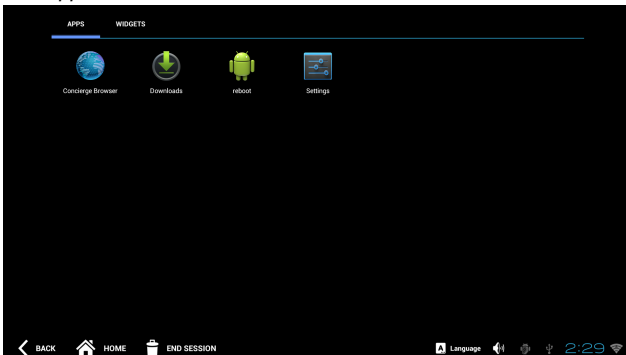 APPS WIDGETS
Concierge Browser Downloads reboot Settings
BACK HOME END SESSION A Language 2:29